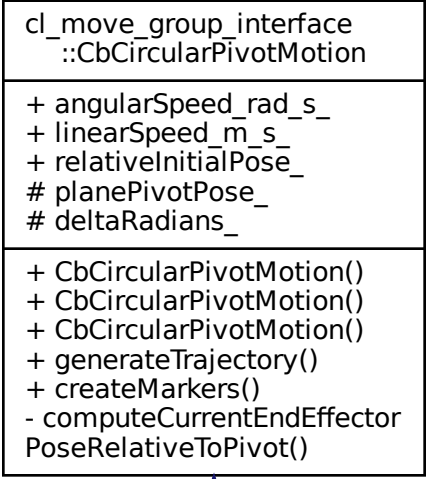 cl_move_group_interface
::CbCircularPivotMotion
+ angularSpeed_rad_s_
+ linearSpeed_m_s_
+ relativeInitialPose_
# planePivotPose_
# deltaRadians_
+ CbCircularPivotMotion()
+ CbCircularPivotMotion()
+ CbCircularPivotMotion()
+ generateTrajectory()
+ createMarkers()
- computeCurrentEndEffector
PoseRelativeToPivot()